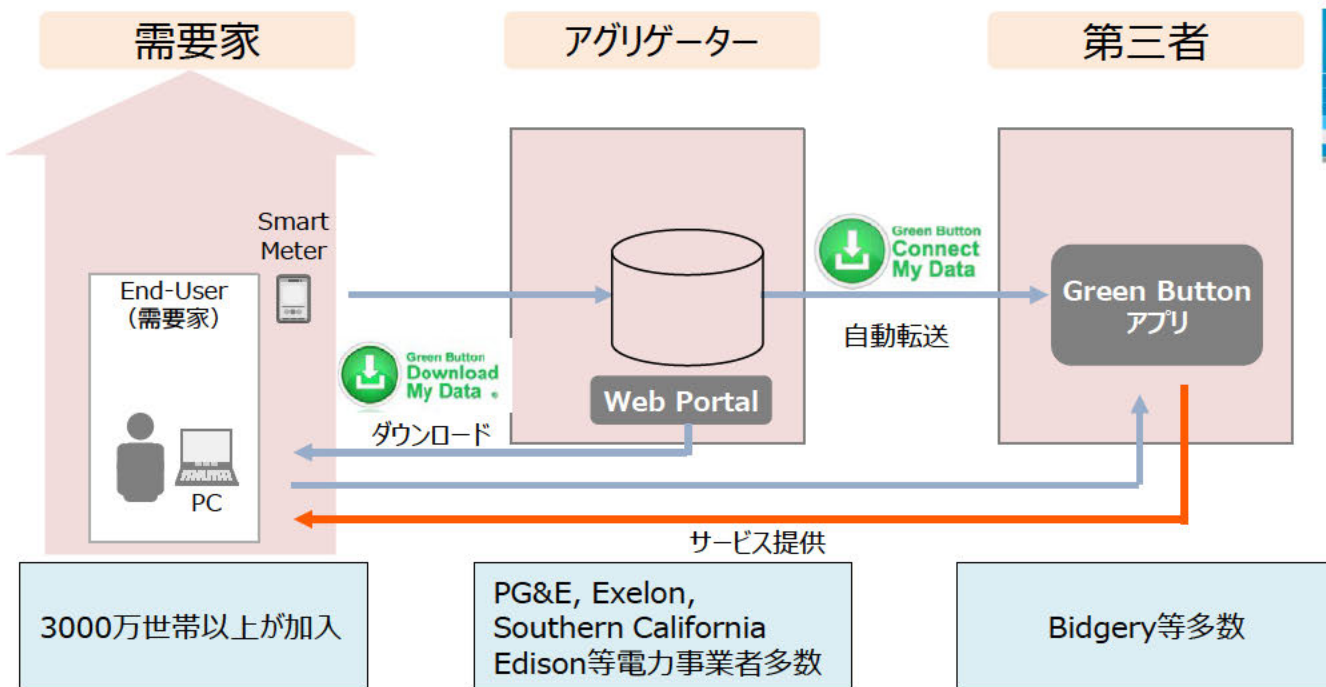 需要家
アグリゲーター
第三者
Smart
Meter
End-User
（需要家）
PC
Green Button
Download
My Data
ダウンロード
Web Portal
Green Button
Connect
My Data
自動転送
Green Button
アプリ
サービス提供
3000万世帯以上が加入
PG&E, Exelon,
Southern California
Edison等電力事業者多数
Bidgery等多数